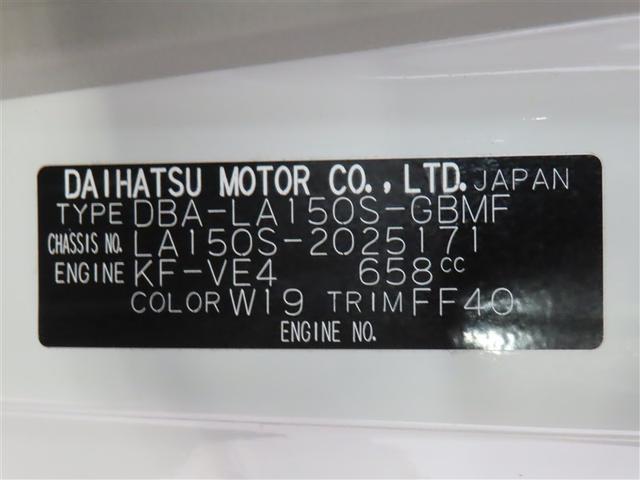 DAIHATSU MOTOR CO., LTD. JAPAN
TYPE DBA-LA150S-GBMF
CHASSIS NO. LA150S-2025171
ENGINE KF-VE4 658cc
COLOR W19 TRIM FF40
ENGINE NO.